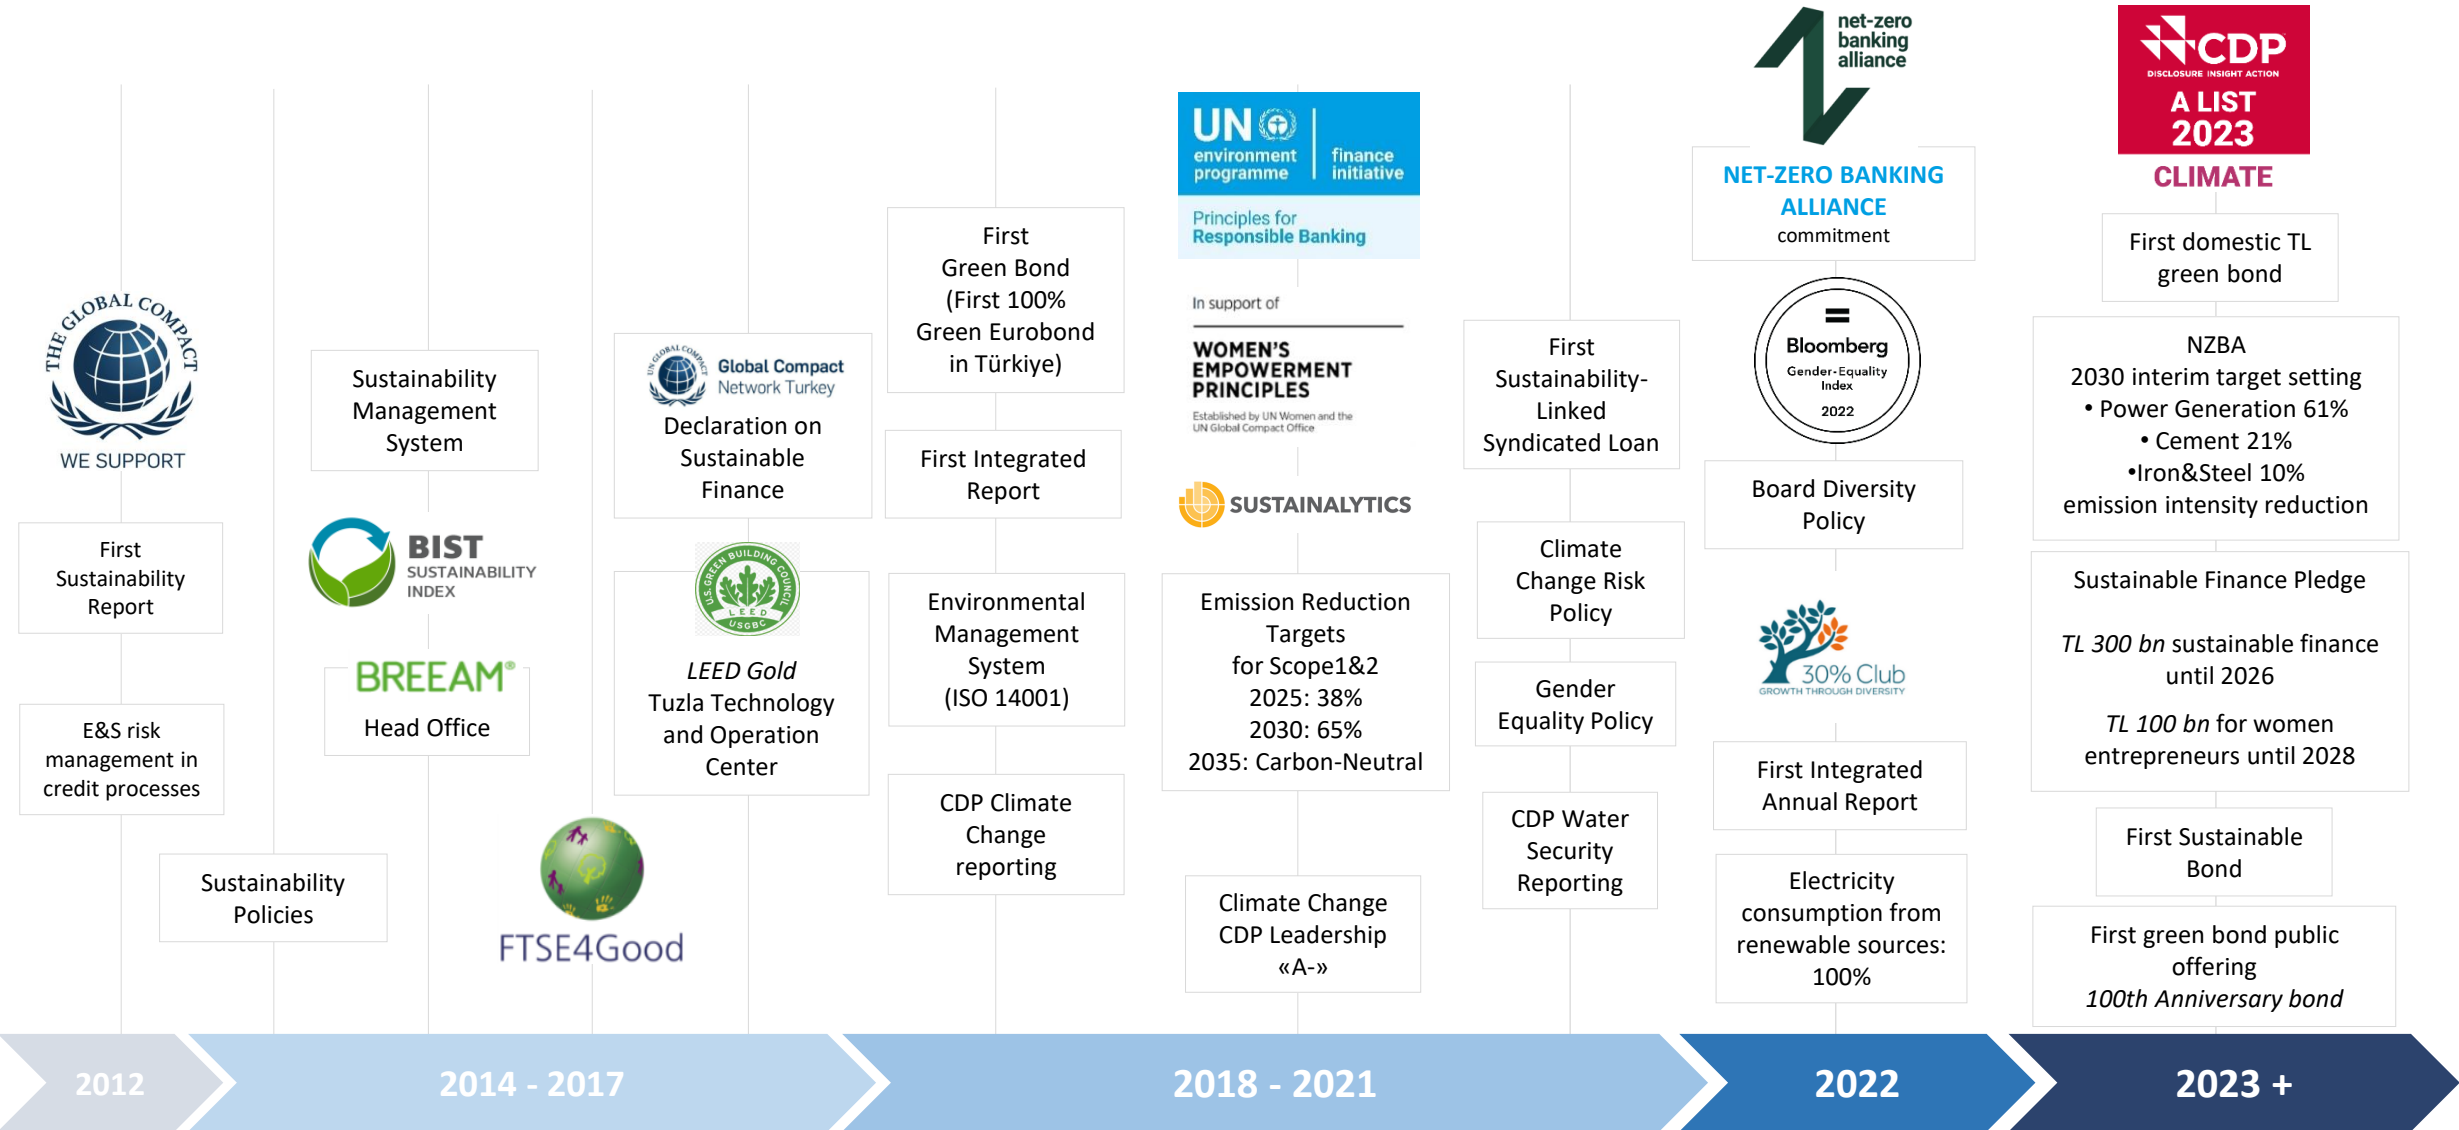 THE GLOBAL COMPACT
WE SUPPORT
First
Sustainability
Report
E&S risk
management in
credit processes
Sustainability
Policies
Sustainability
Management
System
BIST
SUSTAINABILITY
INDEX
BREEAM®
Head Office
FTSE4Good
UN GLOBAL COMPACT
Global Compact
Network Turkey
Declaration on
Sustainable
Finance
U.S. GREEN BUILDING COUNCIL
LEED
USGBC
LEED Gold
Tuzla Technology
and Operation
Center
First
Green Bond
(First 100%
Green Eurobond
in Türkiye)
First Integrated
Report
Environmental
Management
System
(ISO 14001)
CDP Climate
Change
reporting
UN
environment
programme
finance
initiative
Principles for
Responsible Banking
In support of
WOMEN'S
EMPOWERMENT
PRINCIPLES
Established by UN Women and the
UN Global Compact Office
SUSTAINALYTICS
Emission Reduction
Targets
for Scope1&2
2025: 38%
2030: 65%
2035: Carbon-Neutral
Climate Change
CDP Leadership
«A-»
First
Sustainability-
Linked
Syndicated Loan
Climate
Change Risk
Policy
Gender
Equality Policy
CDP Water
Security
Reporting
net-zero
banking
alliance
NET-ZERO BANKING
ALLIANCE
commitment
Bloomberg
Gender-Equality
Index
2022
Board Diversity
Policy
30% Club
GROWTH THROUGH DIVERSITY
First Integrated
Annual Report
Electricity
consumption from
renewable sources:
100%
CDP
DISCLOSURE INSIGHT ACTION
A LIST
2023
CLIMATE
First domestic TL
green bond
NZBA
2030 interim target setting
• Power Generation 61%
• Cement 21%
•Iron&Steel 10%
emission intensity reduction
Sustainable Finance Pledge
TL 300 bn sustainable finance
until 2026
TL 100 bn for women
entrepreneurs until 2028
First Sustainable
Bond
First green bond public
offering
100th Anniversary bond
2012
2014 - 2017
2018 - 2021
2022
2023 +